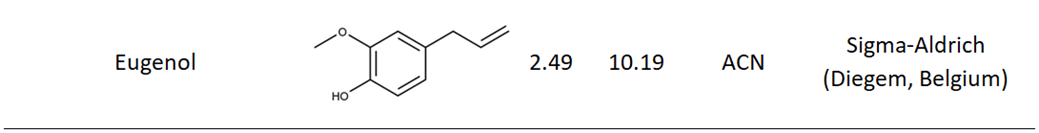 Eugenol
O
HO
2.49
10.19
ACN
Sigma-Aldrich
(Diegem, Belgium)